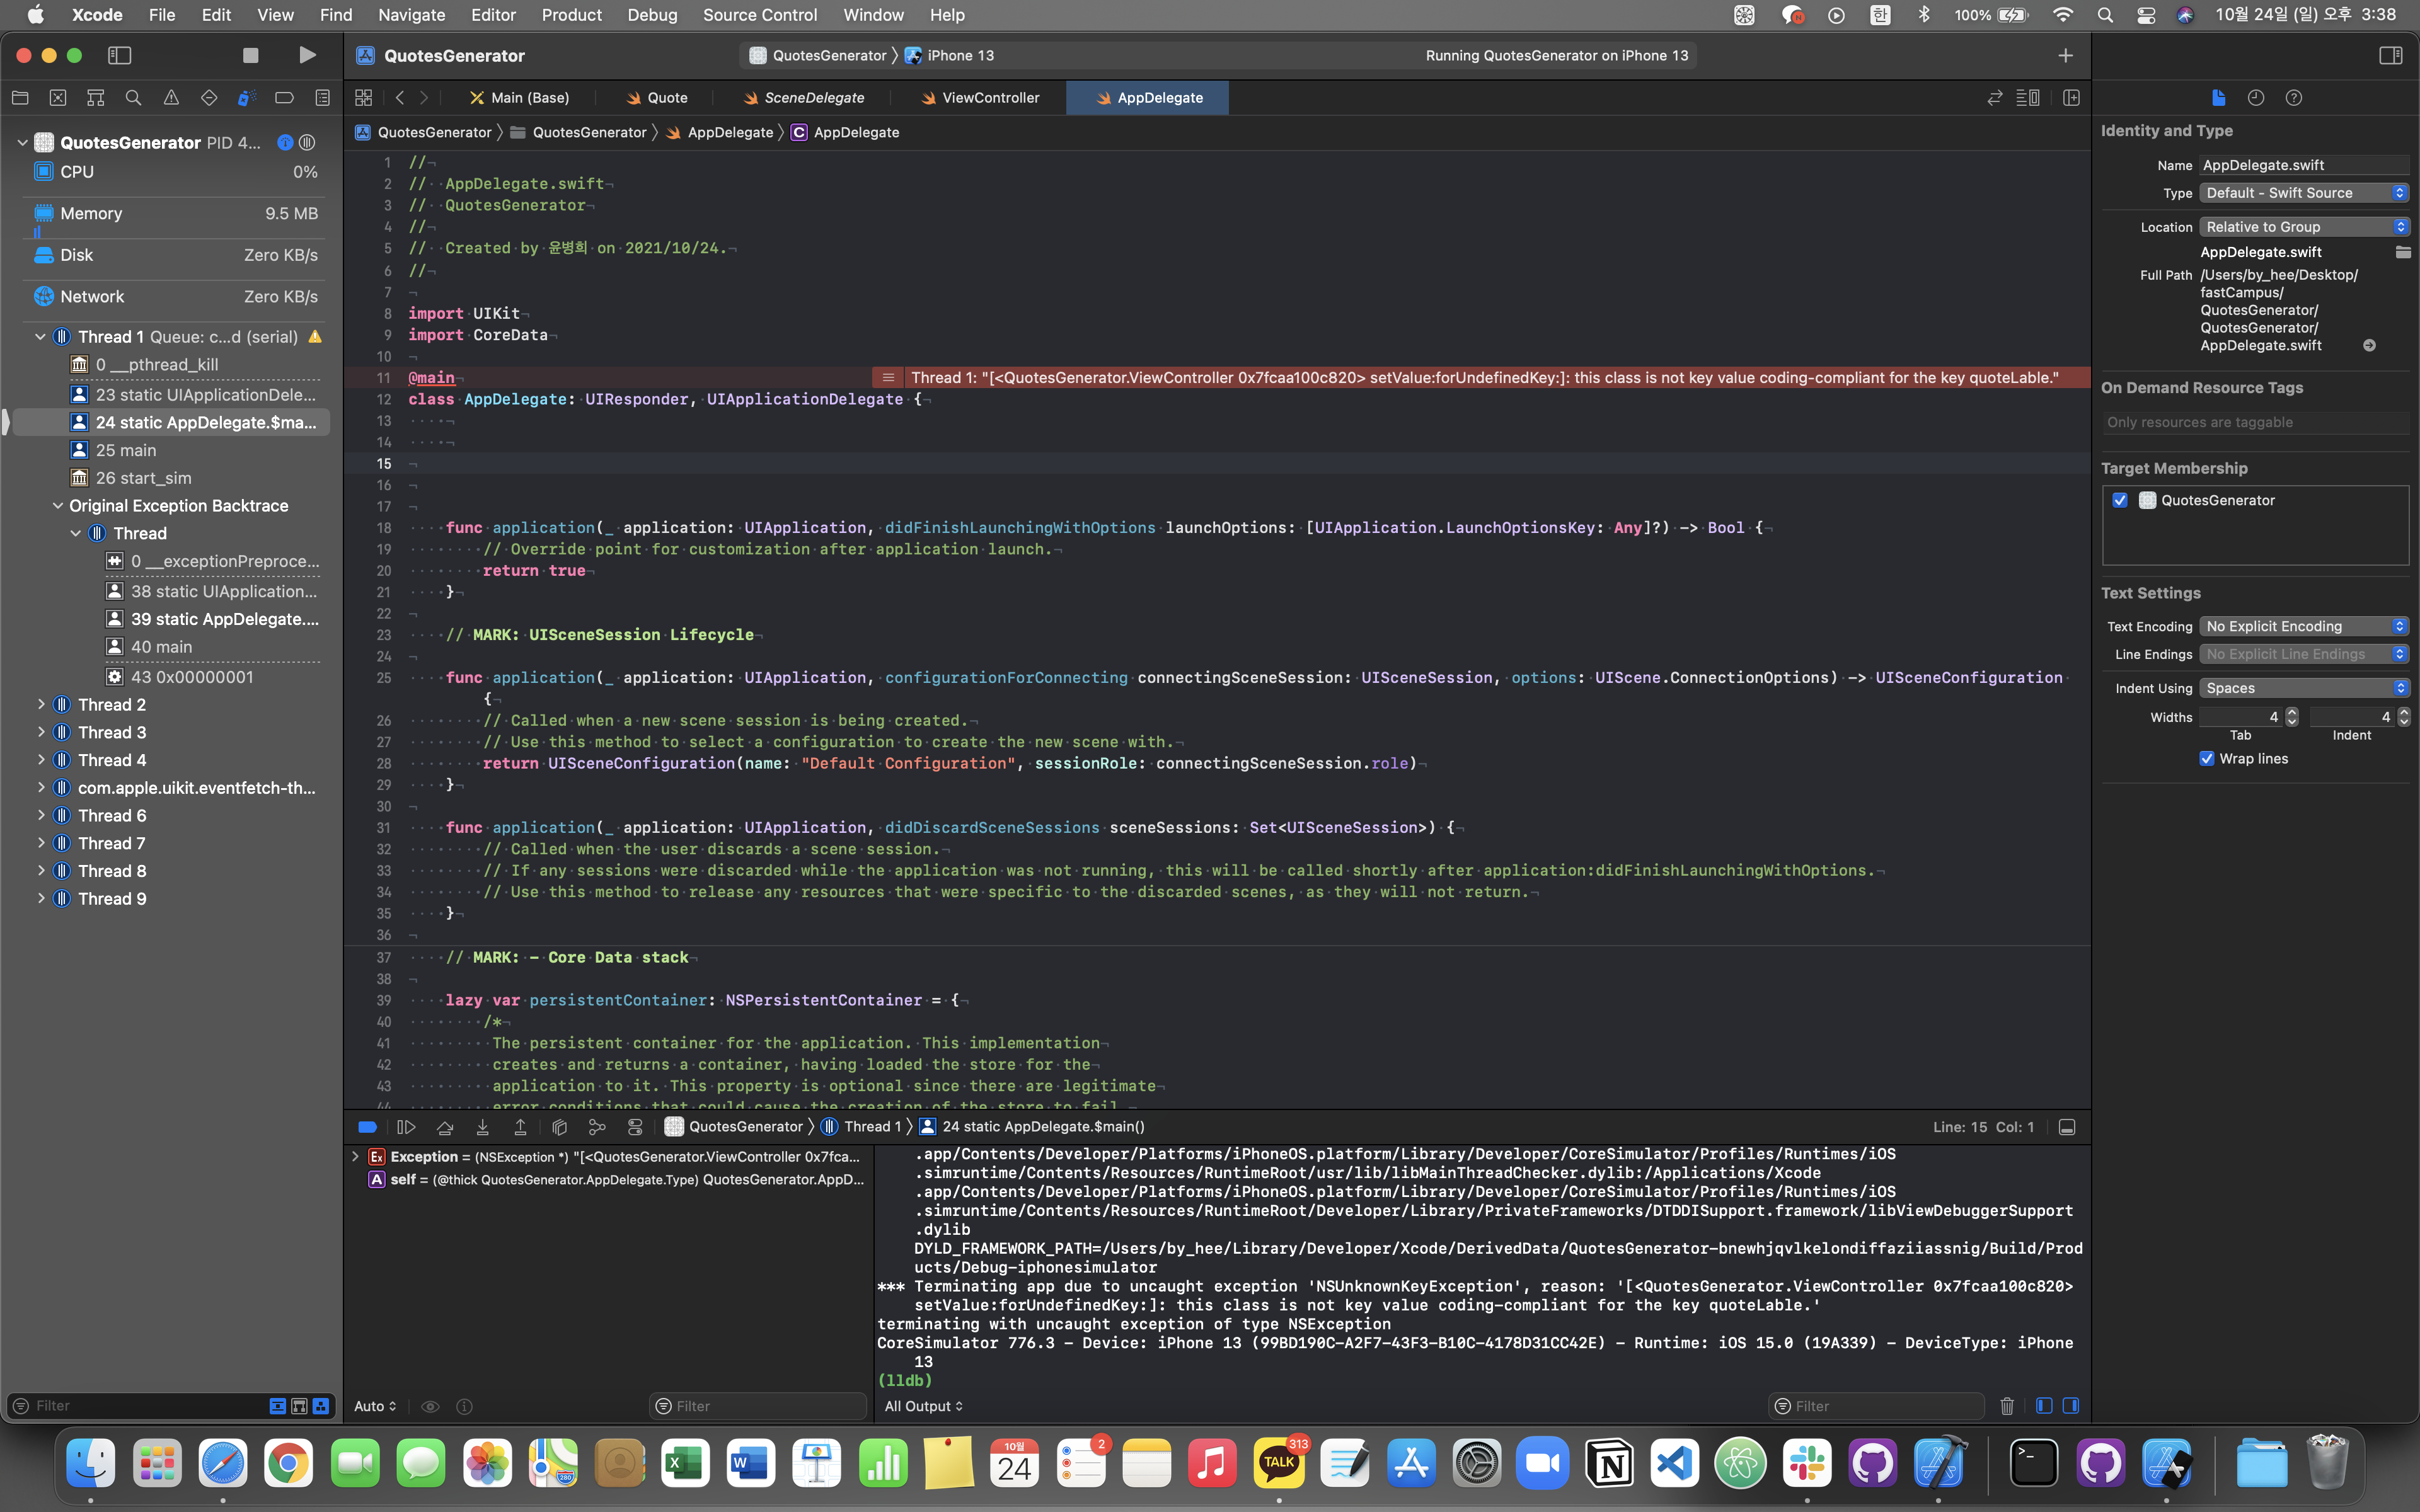 Xcode File Edit View Find Navigate Editor Product Debug Source Control Window Help
한 100% 10월 24일 (일) 오후 3:38
QuotesGenerator
QuotesGenerator 〉 iPhone 13
Running QuotesGenerator on iPhone 13
Main (Base) Quote SceneDelegate ViewController AppDelegate
QuotesGenerator 〉 QuotesGenerator 〉 AppDelegate 〉 C AppDelegate
QuotesGenerator PID 4...
CPU 0%
Memory 9.5 MB
Disk Zero KB/s
Network Zero KB/s
Thread 1 Queue: c...d (serial)
0 __pthread_kill
23 static UIApplicationDele...
24 static AppDelegate.$ma...
25 main
26 start_sim
Original Exception Backtrace
Thread
0 __exceptionPreproce...
38 static UIApplication...
39 static AppDelegate....
40 main
43 0x00000001
Thread 2
Thread 3
Thread 4
com.apple.uikit.eventfetch-th...
Thread 6
Thread 7
Thread 8
Thread 9
Filter
1 //
2 // AppDelegate.swift
3 // QuotesGenerator
4 //
5 // Created by 윤병희 on 2021/10/24.
6 //
7
8 import UIKit
9 import CoreData
10
11 @main
Thread 1: "[<QuotesGenerator.ViewController 0x7fcaa100c820> setValue:forUndefinedKey:]: this class is not key value coding-compliant for the key quoteLable."
12 class AppDelegate: UIResponder, UIApplicationDelegate {
13
14
15
16
17
18 func application(_ application: UIApplication, didFinishLaunchingWithOptions launchOptions: [UIApplication.LaunchOptionsKey: Any]?) -> Bool {
19 // Override point for customization after application launch.
20 return true
21 }
22
23 // MARK: UISceneSession Lifecycle
24
25 func application(_ application: UIApplication, configurationForConnecting connectingSceneSession: UISceneSession, options: UIScene.ConnectionOptions) -> UISceneConfiguration
{
26 // Called when a new scene session is being created.
27 // Use this method to select a configuration to create the new scene with.
28 return UISceneConfiguration(name: "Default Configuration", sessionRole: connectingSceneSession.role)
29 }
30
31 func application(_ application: UIApplication, didDiscardSceneSessions sceneSessions: Set<UISceneSession>) {
32 // Called when the user discards a scene session.
33 // If any sessions were discarded while the application was not running, this will be called shortly after application:didFinishLaunchingWithOptions.
34 // Use this method to release any resources that were specific to the discarded scenes, as they will not return.
35 }
36
37 // MARK: - Core Data stack
38
39 lazy var persistentContainer: NSPersistentContainer = {
40 /*
41 The persistent container for the application. This implementation
42 creates and returns a container, having loaded the store for the
43 application to it. This property is optional since there are legitimate
44 error conditions that could cause the creation of the store to fail.
QuotesGenerator 〉 Thread 1 〉 24 static AppDelegate.$main()
Line: 15 Col: 1
Ex Exception = (NSException *) "[<QuotesGenerator.ViewController 0x7fca...
A self = (@thick QuotesGenerator.AppDelegate.Type) QuotesGenerator.AppD...
Auto
Filter
.app/Contents/Developer/Platforms/iPhoneOS.platform/Library/Developer/CoreSimulator/Profiles/Runtimes/iOS
.simruntime/Contents/Resources/RuntimeRoot/usr/lib/libMainThreadChecker.dylib:/Applications/Xcode
.app/Contents/Developer/Platforms/iPhoneOS.platform/Library/Developer/CoreSimulator/Profiles/Runtimes/iOS
.simruntime/Contents/Resources/RuntimeRoot/Developer/Library/PrivateFrameworks/DTDDISupport.framework/libViewDebuggerSupport
.dylib
DYLD_FRAMEWORK_PATH=/Users/by_hee/Library/Developer/Xcode/DerivedData/QuotesGenerator-bnewhjqvlkelondiffaziiassnig/Build/Prod
ucts/Debug-iphonesimulator
*** Terminating app due to uncaught exception 'NSUnknownKeyException', reason: '[<QuotesGenerator.ViewController 0x7fcaa100c820>
setValue:forUndefinedKey:]: this class is not key value coding-compliant for the key quoteLable.'
terminating with uncaught exception of type NSException
CoreSimulator 776.3 - Device: iPhone 13 (99BD190C-A2F7-43F3-B10C-4178D31CC42E) - Runtime: iOS 15.0 (19A339) - DeviceType: iPhone
13
(lldb)
All Output
Filter
Identity and Type
Name AppDelegate.swift
Type Default - Swift Source
Location Relative to Group
AppDelegate.swift
Full Path /Users/by_hee/Desktop/
fastCampus/
QuotesGenerator/
QuotesGenerator/
AppDelegate.swift
On Demand Resource Tags
Only resources are taggable
Target Membership
QuotesGenerator
Text Settings
Text Encoding No Explicit Encoding
Line Endings No Explicit Line Endings
Indent Using Spaces
Widths 4 4
Tab Indent
Wrap lines
280
X
W
10월
24
2
TALK
313
N
>_